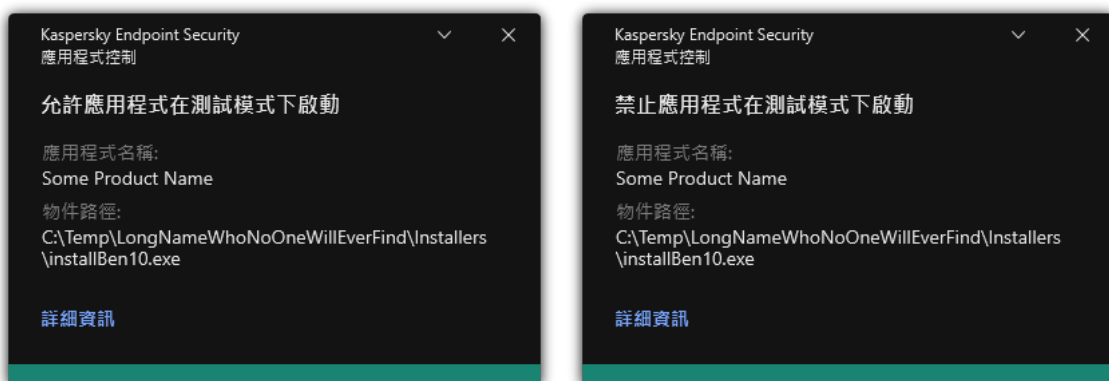 Kaspersky Endpoint Security
應用程式控制
允許應用程式在測試模式下啟動
應用程式名稱:
Some Product Name
物件路徑:
C:\Temp\LongNameWhoNoOneWillEverFind\Installers
\installBen10.exe
詳細資訊
Kaspersky Endpoint Security
應用程式控制
禁止應用程式在測試模式下啟動
應用程式名稱:
Some Product Name
物件路徑:
C:\Temp\LongNameWhoNoOneWillEverFind\Installers
\installBen10.exe
詳細資訊